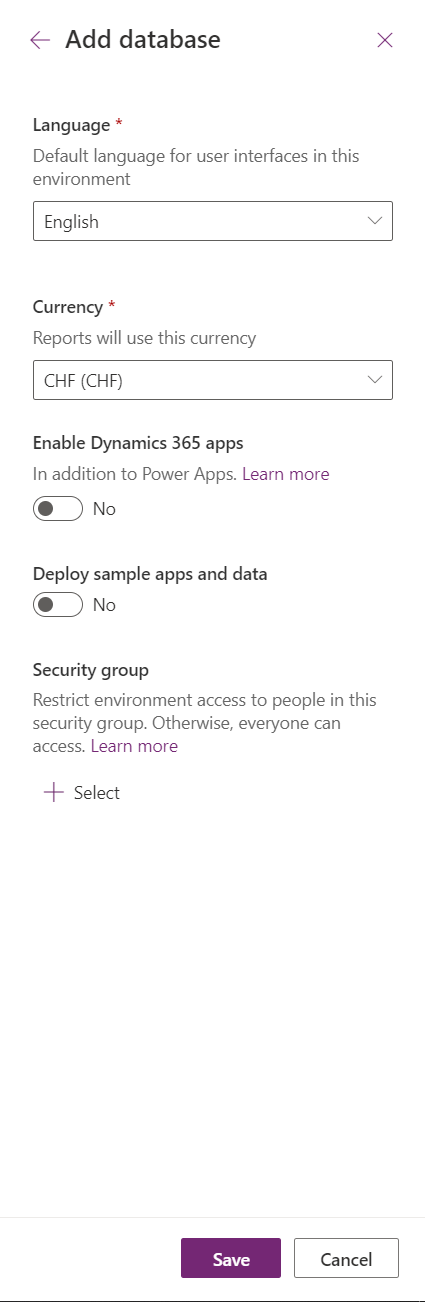 Add database
Language *
Default language for user interfaces in this
environment
English
Currency *
Reports will use this currency
CHF (CHF)
Enable Dynamics 365 apps
In addition to Power Apps. Learn more
No
Deploy sample apps and data
No
Security group
Restrict environment access to people in this
security group. Otherwise, everyone can
access. Learn more
Select
Save
Cancel